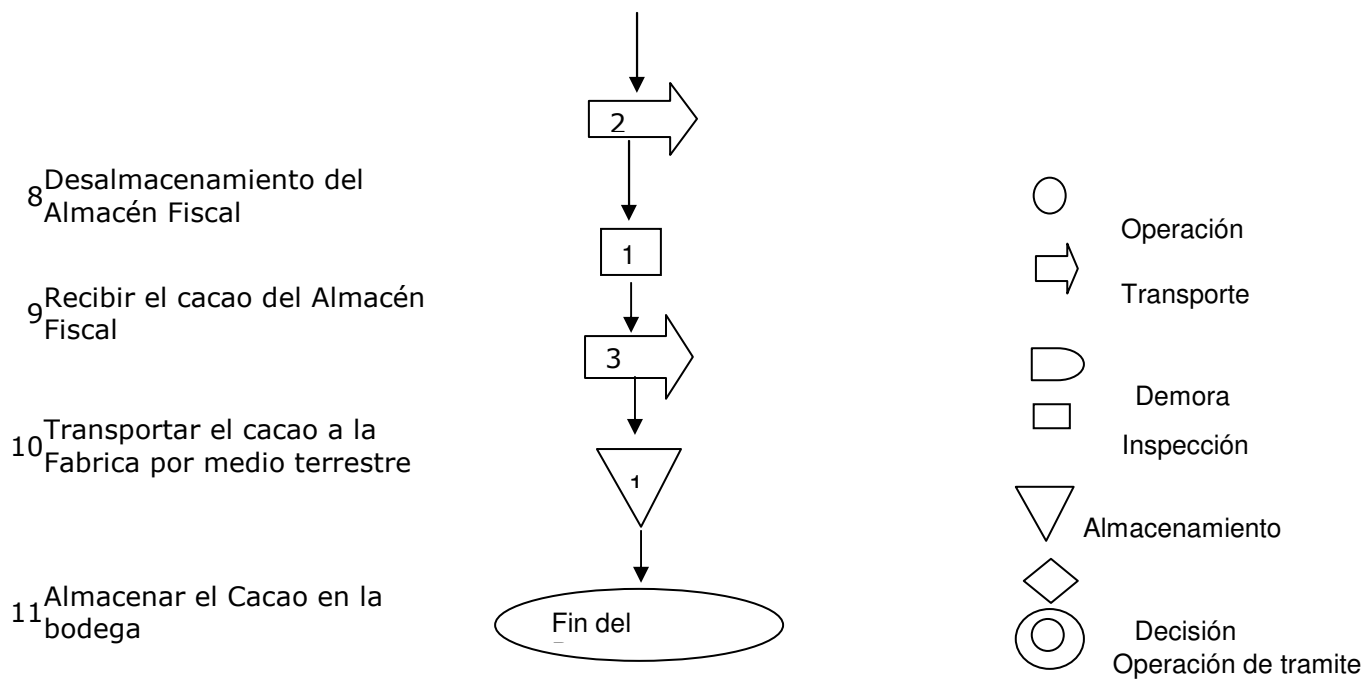 2
8 Desalmacenamiento del
Almacén Fiscal
1
9 Recibir el cacao del Almacén
Fiscal
3
10 Transportar el cacao a la
Fabrica por medio terrestre
1
11 Almacenar el Cacao en la
bodega
Fin del
Operación
Transporte
Demora
Inspección
Almacenamiento
Decisión
Operación de tramite